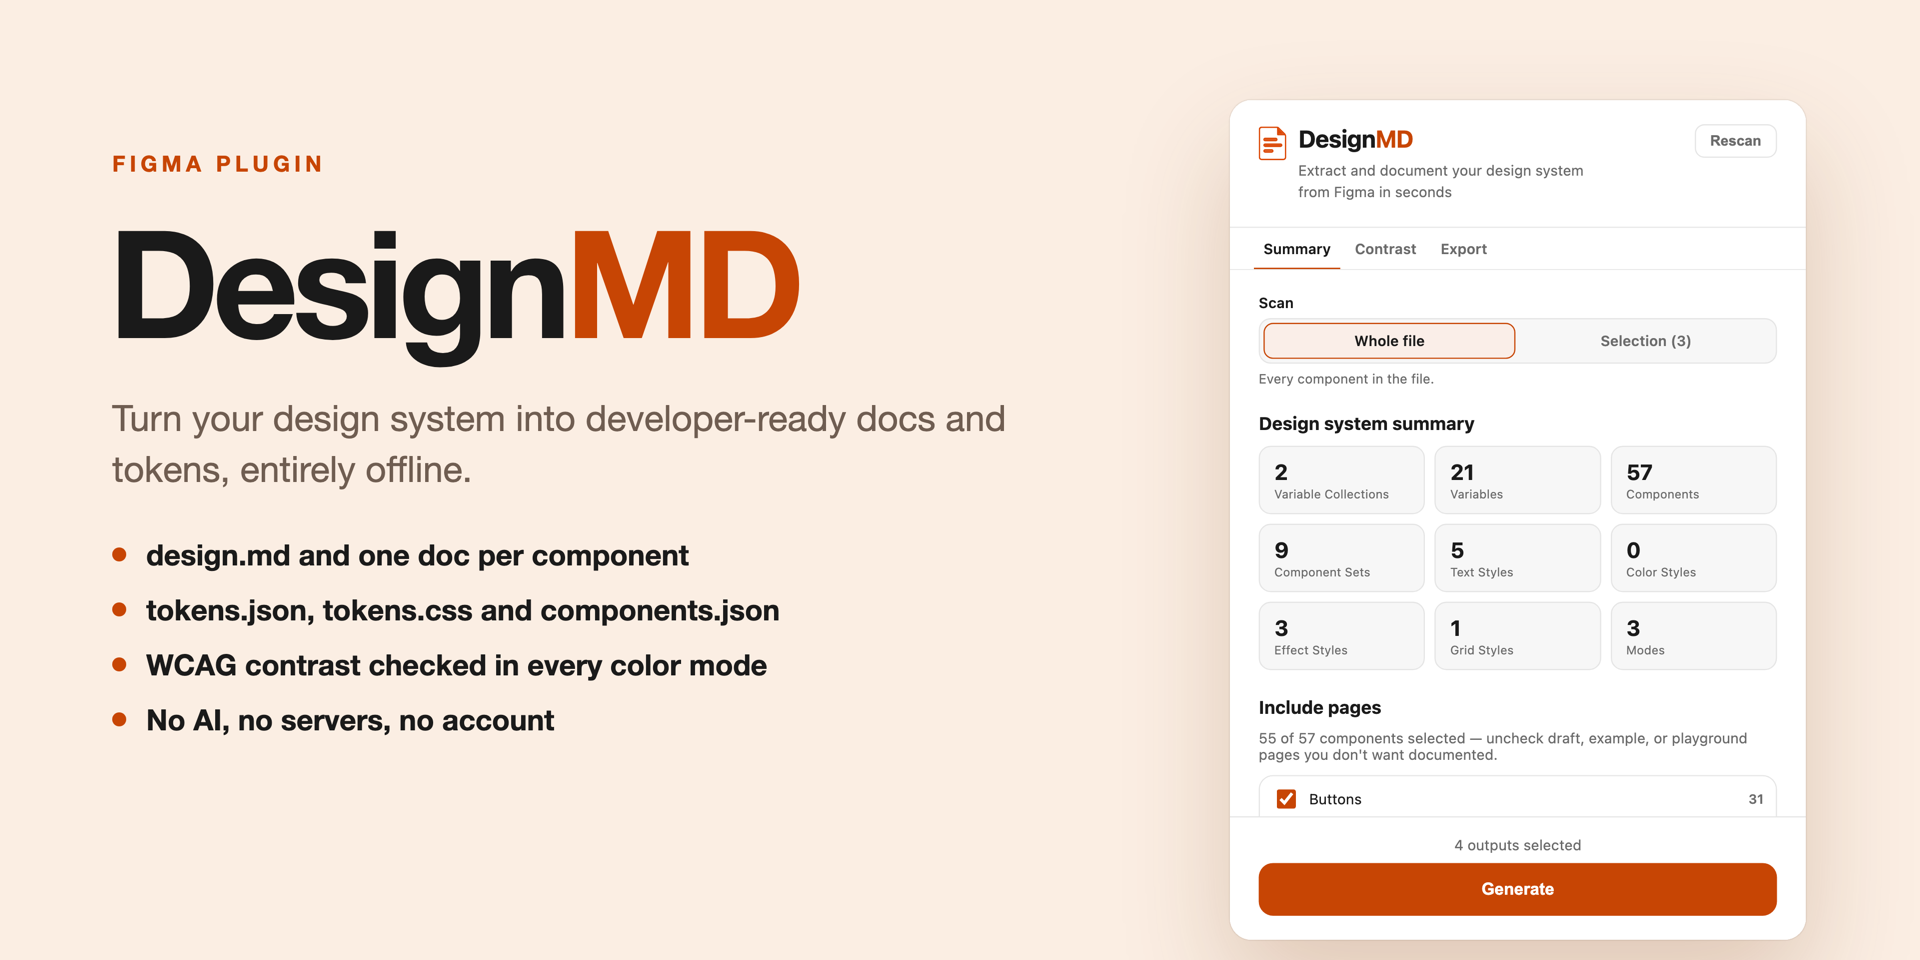 FIGMA PLUGIN
DesignMD
Turn your design system into developer-ready docs and
tokens, entirely offline.
design.md and one doc per component
tokens.json, tokens.css and components.json
WCAG contrast checked in every color mode
No AI, no servers, no account
DesignMD
Rescan
Extract and document your design system
from Figma in seconds
Summary Contrast Export
Scan
Whole file Selection (3)
Every component in the file.
Design system summary
2 21 57
Variable Collections Variables Components
9 5 0
Component Sets Text Styles Color Styles
3 1 3
Effect Styles Grid Styles Modes
Include pages
55 of 57 components selected — uncheck draft, example, or playground
pages you don't want documented.
Buttons 31
4 outputs selected
Generate